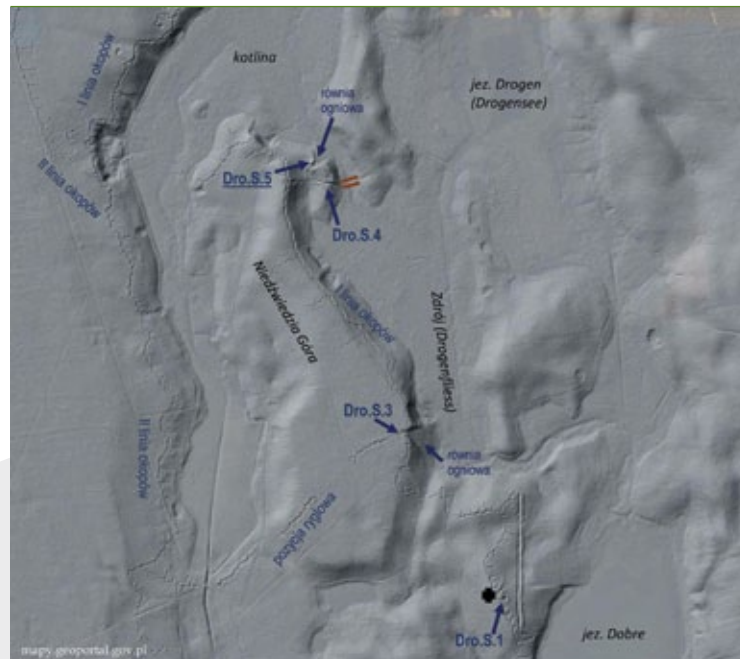 I linia okopów
kotlina
równia
ogniowa
jez. Drogen
(Drogensee)
II linia okopów
Dro.S.5
Dro.S.4
Niedźwiedzia Góra
I linia okopów
Zdrój (Drogenfliess)
Dro.S.3
równia
ogniowa
II linia okopów
pozycja ryglowa
Dro.S.1
jez. Dobre
mapy.geoportal.gov.pl